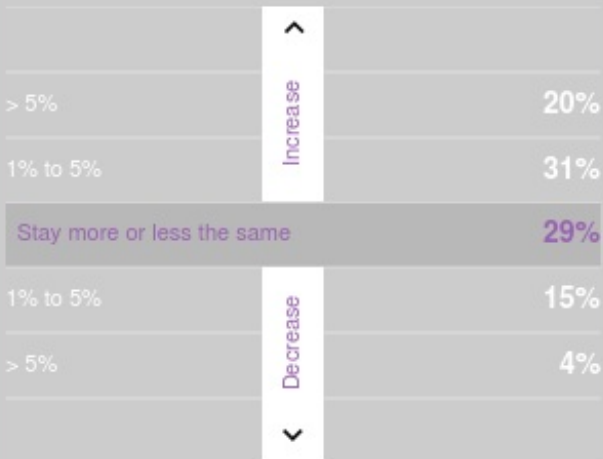 Increase
> 5% 20%
1% to 5% 31%
Stay more or less the same 29%
Decrease
1% to 5% 15%
> 5% 4%